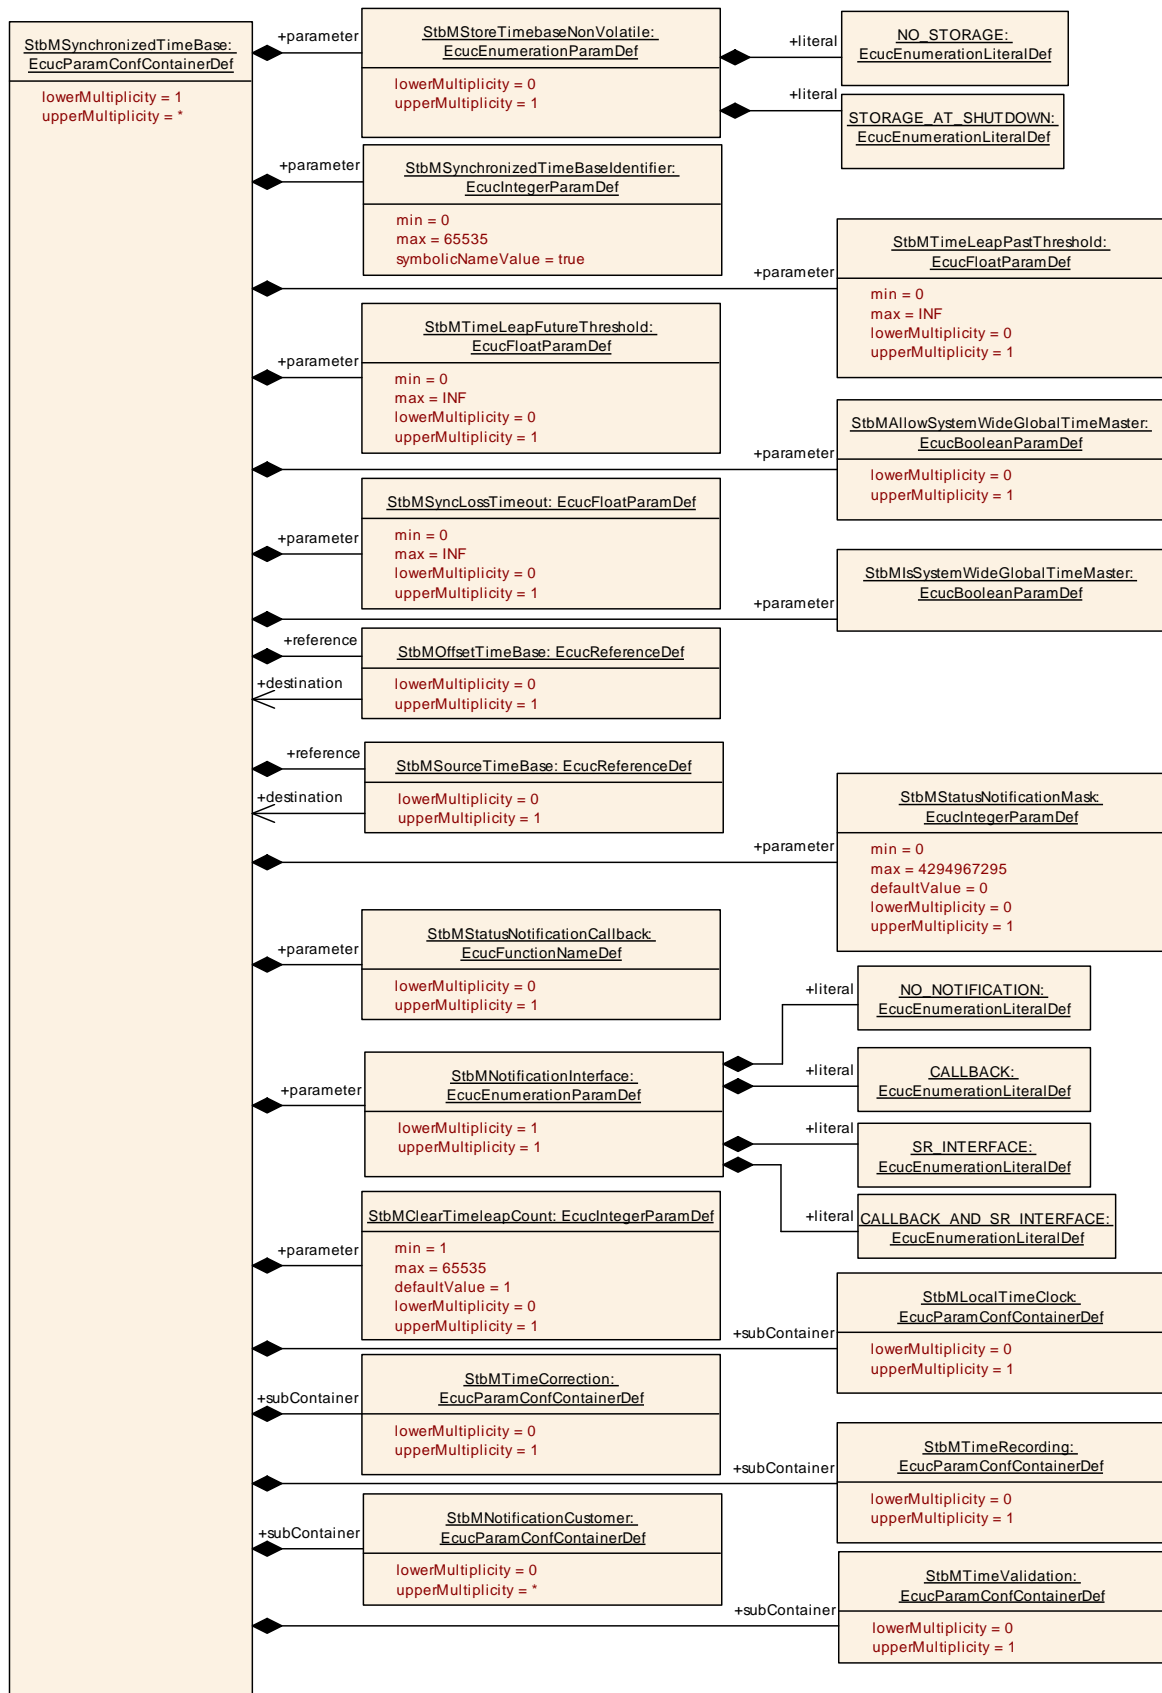 StbMSynchronizedTimeBase:
EcucParamConfContainerDef
lowerMultiplicity = 1
upperMultiplicity = *
+parameter
StbMStoreTimebaseNonVolatile:
EcucEnumerationParamDef
lowerMultiplicity = 0
upperMultiplicity = 1
+literal
NO_STORAGE:
EcucEnumerationLiteralDef
+literal
STORAGE_AT_SHUTDOWN:
EcucEnumerationLiteralDef
+parameter
StbMSynchronizedTimeBaseIdentifier:
EcucIntegerParamDef
min = 0
max = 65535
symbolicNameValue = true
+parameter
StbMTimeLeapPastThreshold:
EcucFloatParamDef
min = 0
max = INF
lowerMultiplicity = 0
upperMultiplicity = 1
+parameter
StbMTimeLeapFutureThreshold:
EcucFloatParamDef
min = 0
max = INF
lowerMultiplicity = 0
upperMultiplicity = 1
+parameter
StbMAllowSystemWideGlobalTimeMaster:
EcucBooleanParamDef
lowerMultiplicity = 0
upperMultiplicity = 1
+parameter
StbMSyncLossTimeout: EcucFloatParamDef
min = 0
max = INF
lowerMultiplicity = 0
upperMultiplicity = 1
+parameter
StbMIsSystemWideGlobalTimeMaster:
EcucBooleanParamDef
+reference
+destination
StbMOffsetTimeBase: EcucReferenceDef
lowerMultiplicity = 0
upperMultiplicity = 1
+reference
+destination
StbMSourceTimeBase: EcucReferenceDef
lowerMultiplicity = 0
upperMultiplicity = 1
+parameter
StbMStatusNotificationMask:
EcucIntegerParamDef
min = 0
max = 4294967295
defaultValue = 0
lowerMultiplicity = 0
upperMultiplicity = 1
+parameter
StbMStatusNotificationCallback:
EcucFunctionNameDef
lowerMultiplicity = 0
upperMultiplicity = 1
+parameter
StbMNotificationInterface:
EcucEnumerationParamDef
lowerMultiplicity = 1
upperMultiplicity = 1
+literal
NO_NOTIFICATION:
EcucEnumerationLiteralDef
+literal
CALLBACK:
EcucEnumerationLiteralDef
+literal
SR_INTERFACE:
EcucEnumerationLiteralDef
+literal
CALLBACK_AND_SR_INTERFACE:
EcucEnumerationLiteralDef
+parameter
StbMClearTimeleapCount: EcucIntegerParamDef
min = 1
max = 65535
defaultValue = 1
lowerMultiplicity = 0
upperMultiplicity = 1
+subContainer
StbMLocalTimeClock:
EcucParamConfContainerDef
lowerMultiplicity = 0
upperMultiplicity = 1
+subContainer
StbMTimeCorrection:
EcucParamConfContainerDef
lowerMultiplicity = 0
upperMultiplicity = 1
+subContainer
StbMTimeRecording:
EcucParamConfContainerDef
lowerMultiplicity = 0
upperMultiplicity = 1
+subContainer
StbMNotificationCustomer:
EcucParamConfContainerDef
lowerMultiplicity = 0
upperMultiplicity = *
+subContainer
StbMTimeValidation:
EcucParamConfContainerDef
lowerMultiplicity = 0
upperMultiplicity = 1